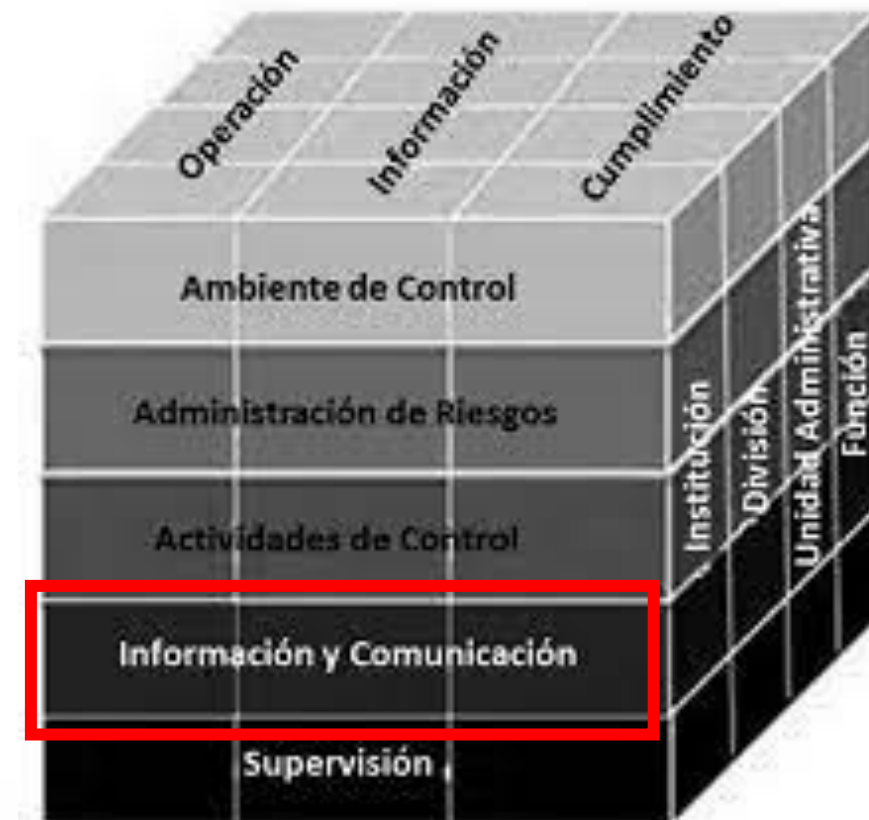 Operación
Información
Cumplimiento
Ambiente de Control
Administración de Riesgos
Actividades de Control
Información y Comunicación
Supervisión
Institución
División
Unidad Administrativa
Función